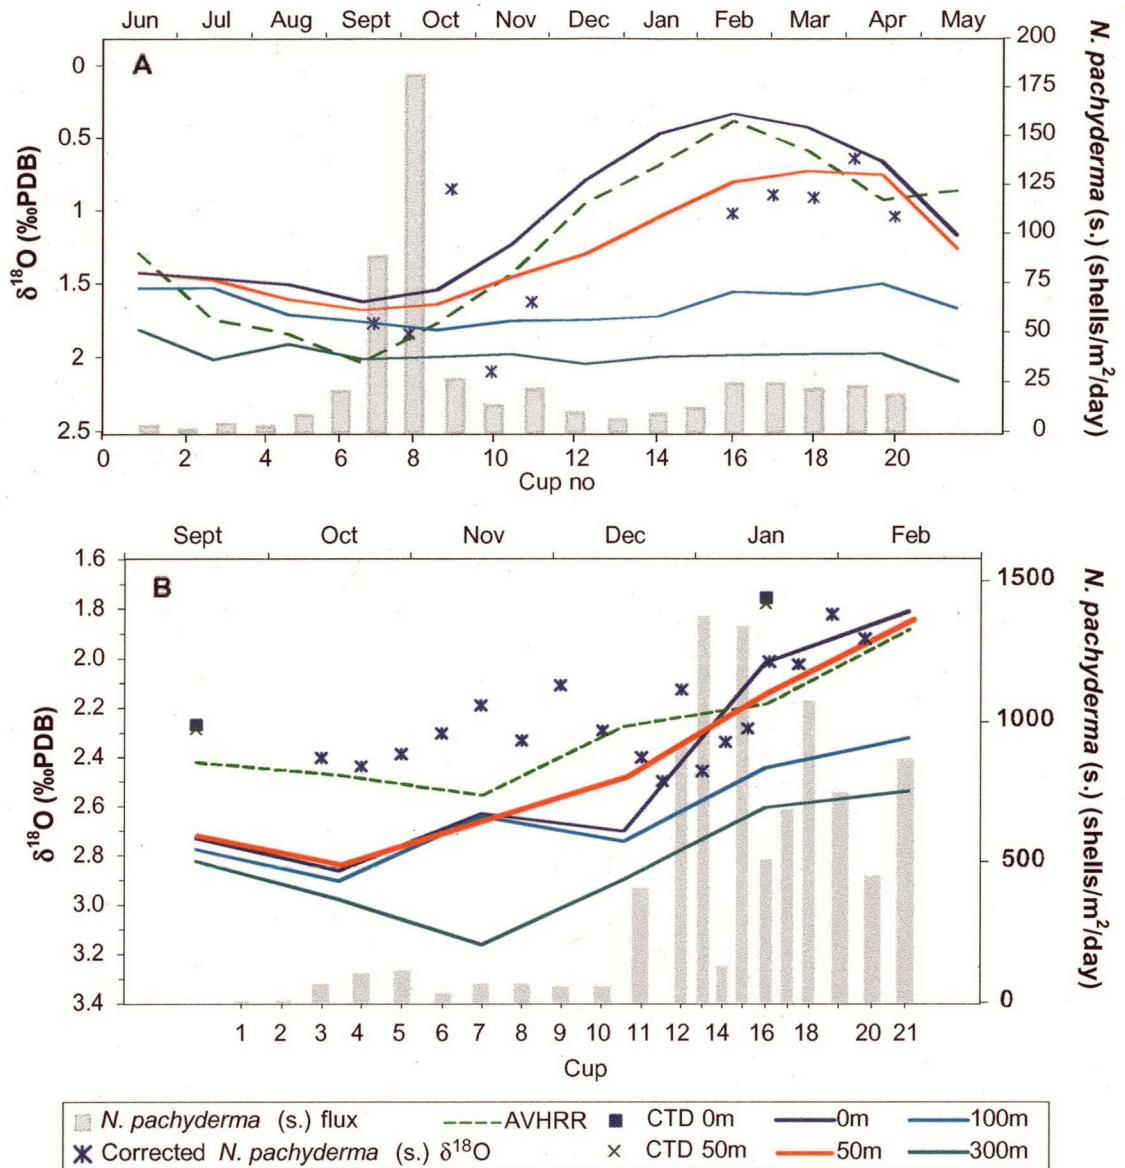 Jun Jul Aug Sept Oct Nov Dec Jan Feb Mar Apr May
A
0
0.5
1
1.5
2
2.5
δ¹⁸O (‰PDB)
200
175
150
125
100
75
50
25
0
N. pachyderma (s.) (shells/m²/day)
0 2 4 6 8 10 12 14 16 18 20
Cup no
Sept Oct Nov Dec Jan Feb
B
1.6
1.8
2.0
2.2
2.4
2.6
2.8
3.0
3.2
3.4
δ¹⁸O (‰PDB)
1500
1000
500
0
N. pachyderma (s.) (shells/m²/day)
1 2 3 4 5 6 7 8 9 10 11 12 14 16 18 20 21
Cup
N. pachyderma (s.) flux AVHRR CTD 0m 0m 100m
Corrected N. pachyderma (s.) δ¹⁸O CTD 50m 50m 300m